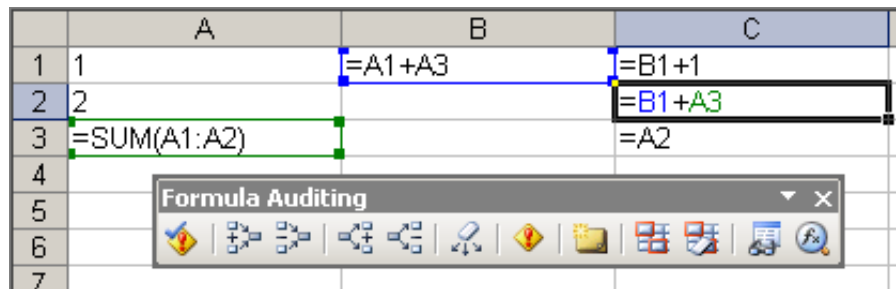 A B C
1 1 =A1+A3 =B1+1
2 2 =B1+A3
3 =SUM(A1:A2) =A2
4
Formula Auditing
5
6
7